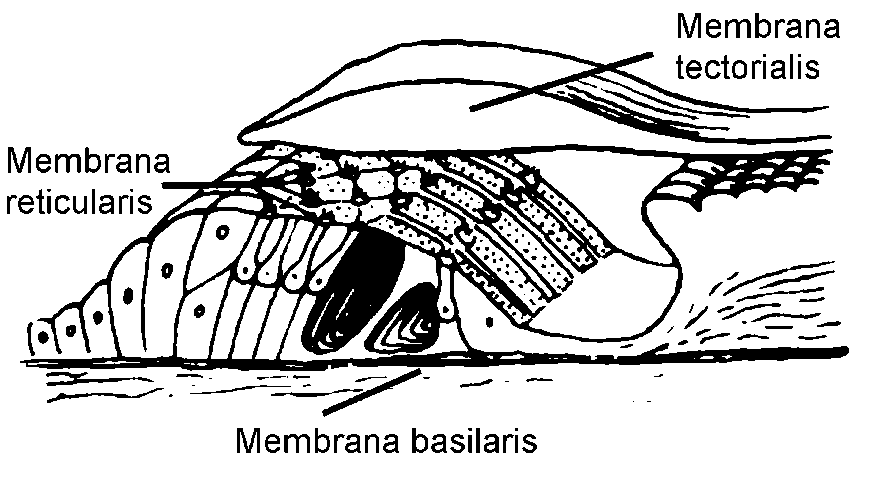 Membrana
tectorialis
Membrana
reticularis
Membrana basilaris